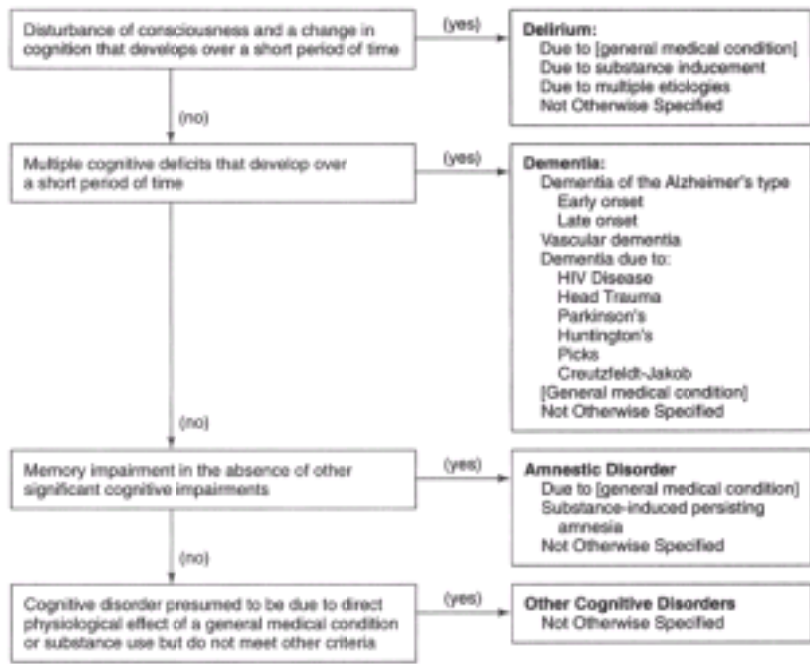 Disturbance of consciousness and a change in
cognition that develops over a short period of time
(yes)
Delirium:
Due to [general medical condition]
Due to substance inducement
Due to multiple etiologies
Not Otherwise Specified
(no)
Multiple cognitive deficits that develop over
a short period of time
(yes)
Dementia:
Dementia of the Alzheimer's type
Early onset
Late onset
Vascular dementia
Dementia due to:
HIV Disease
Head Trauma
Parkinson's
Huntington's
Picks
Creutzfeldt-Jakob
[General medical condition]
Not Otherwise Specified
(no)
Memory impairment in the absence of other
significant cognitive impairments
(yes)
Amnestic Disorder
Due to [general medical condition]
Substance-induced persisting
amnesia
Not Otherwise Specified
(no)
Cognitive disorder presumed to be due to direct
physiological effect of a general medical condition
or substance use but do not meet other criteria
(yes)
Other Cognitive Disorders
Not Otherwise Specified